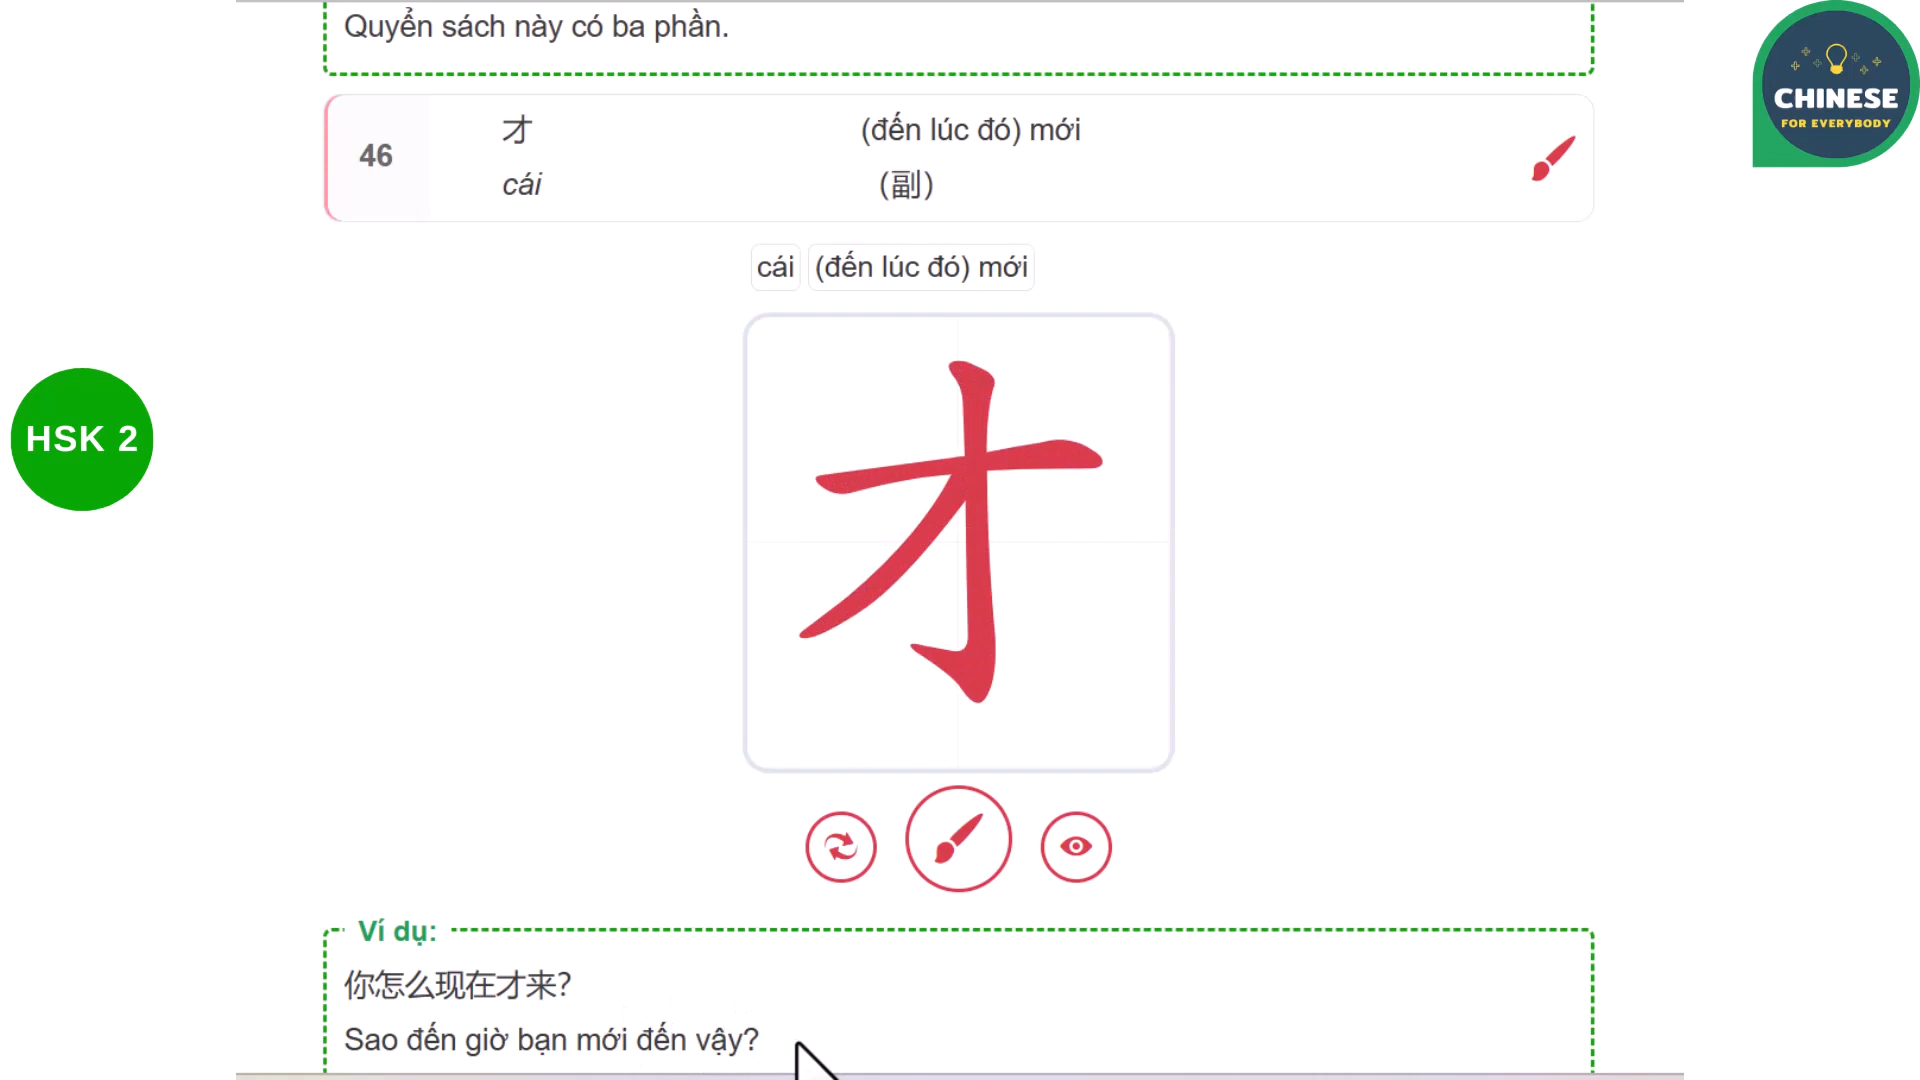 Quyển sách này có ba phần.
CHINESE
FOR EVERYBODY
46
才
(đến lúc đó) mới
cái
(副)
cái
(đến lúc đó) mới
才
HSK 2
Ví dụ:
你怎么现在才来?
Sao đến giờ bạn mới đến vậy?